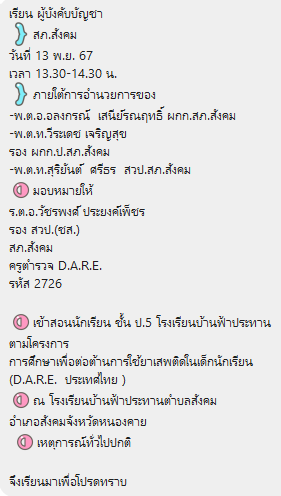 เรียน ผู้บังคับบัญชา
สภ.สังคม
วันที่ 13 พ.ย. 67
เวลา 13.30-14.30 น.
ภายใต้การอำนวยการของ
-พ.ต.อ.อลงกรณ์ เสนีย์รณฤทธิ์ ผกก.สภ.สังคม
-พ.ต.ท.วีระเดช เจริญสุข
รอง ผกก.ป.สภ.สังคม
-พ.ต.ท.สุริยันต์ ศรีธร สวป.สภ.สังคม
มอบหมายให้
ร.ต.อ.วัชรพงศ์ ประยงค์เพ็ชร
รอง สวป.(ชส.)
สภ.สังคม
ครูตำรวจ D.A.R.E.
รหัส 2726
เข้าสอนนักเรียน ชั้น ป.5 โรงเรียนบ้านฟ้าประทาน
ตามโครงการ
การศึกษาเพื่อต่อต้านการใช้ยาเสพติดในเด็กนักเรียน
(D.A.R.E. ประเทศไทย )
ณ โรงเรียนบ้านฟ้าประทานตำบลสังคม
อำเภอสังคมจังหวัดหนองคาย
เหตุการณ์ทั่วไปปกติ
จึงเรียนมาเพื่อโปรดทราบ